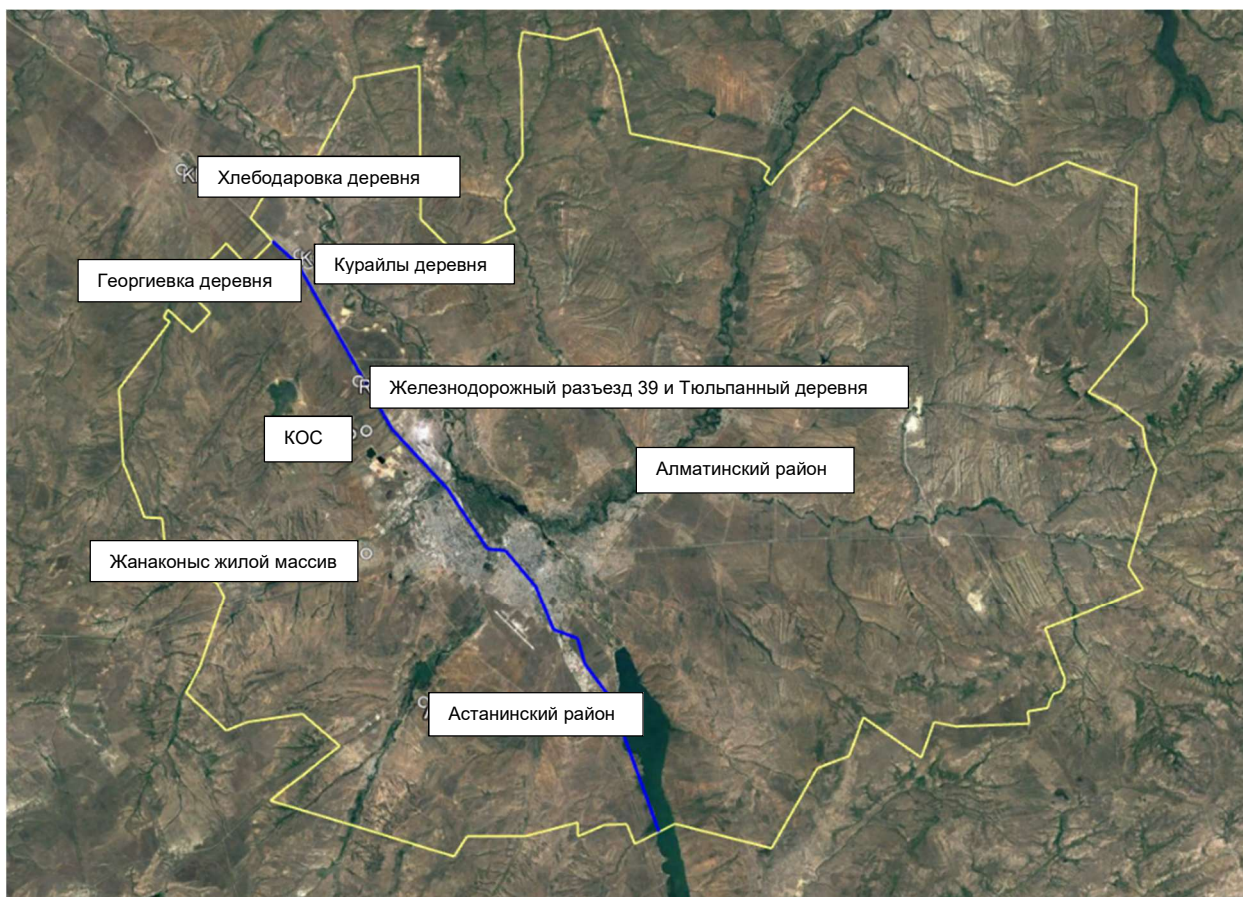 Хлебодаровка деревня
Курайлы деревня
Георгиевка деревня
Железнодорожный разъезд 39 и Тюльпанный деревня
КОС
Алматинский район
Жанаконыс жилой массив
Астанинский район